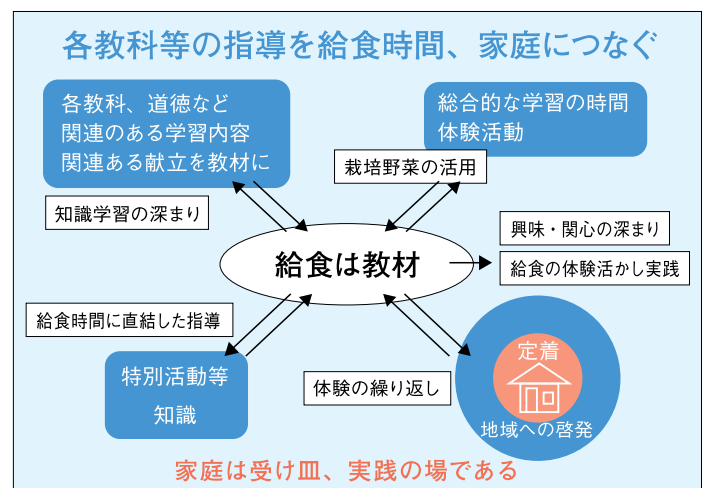 各教科等の指導を給食時間、家庭につなぐ
各教科、道徳など
関連のある学習内容
関連ある献立を教材に
総合的な学習の時間
体験活動
栽培野菜の活用
知識学習の深まり
興味・関心の深まり
給食は教材
給食の体験活かし実践
給食時間に直結した指導
特別活動等
知識
体験の繰り返し
定着
地域への啓発
家庭は受け皿、実践の場である